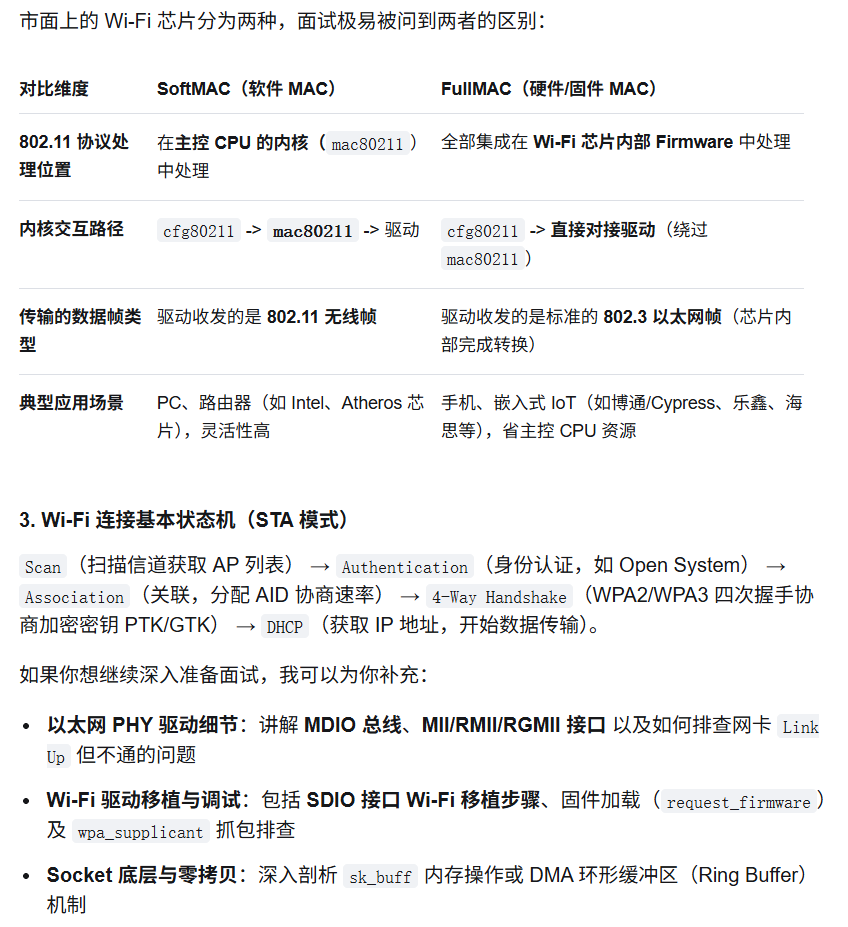 市面上的 Wi-Fi 芯片分为两种，面试极易被问到两者的区别：
对比维度 SoftMAC（软件 MAC） FullMAC（硬件/固件 MAC）
802.11 协议处 在主控 CPU 的内核（ mac80211 ） 全部集成在 Wi-Fi 芯片内部 Firmware 中处理
理位置 中处理
内核交互路径 cfg80211 -> mac80211 -> 驱动 cfg80211 -> 直接对接驱动（绕过
mac80211 ）
传输的数据帧类 驱动收发的是 802.11 无线帧 驱动收发的是标准的 802.3 以太网帧（芯片内
型 部完成转换）
典型应用场景 PC、路由器（如 Intel、Atheros 芯 手机、嵌入式 IoT（如博通/Cypress、乐鑫、海
片），灵活性高 思等），省主控 CPU 资源
3. Wi-Fi 连接基本状态机（STA 模式）
Scan （扫描信道获取 AP 列表） → Authentication （身份认证，如 Open System） →
Association （关联，分配 AID 协商速率） → 4-Way Handshake （WPA2/WPA3 四次握手协
商加密密钥 PTK/GTK） → DHCP （获取 IP 地址，开始数据传输）。
如果你想继续深入准备面试，我可以为你补充：
• 以太网 PHY 驱动细节：讲解 MDIO 总线、MII/RMII/RGMII 接口 以及如何排查网卡 Link
Up 但不通的问题
• Wi-Fi 驱动移植与调试：包括 SDIO 接口 Wi-Fi 移植步骤、固件加载（ request_firmware ）
及 wpa_supplicant 抓包排查
• Socket 底层与零拷贝：深入剖析 sk_buff 内存操作或 DMA 环形缓冲区（Ring Buffer）
机制